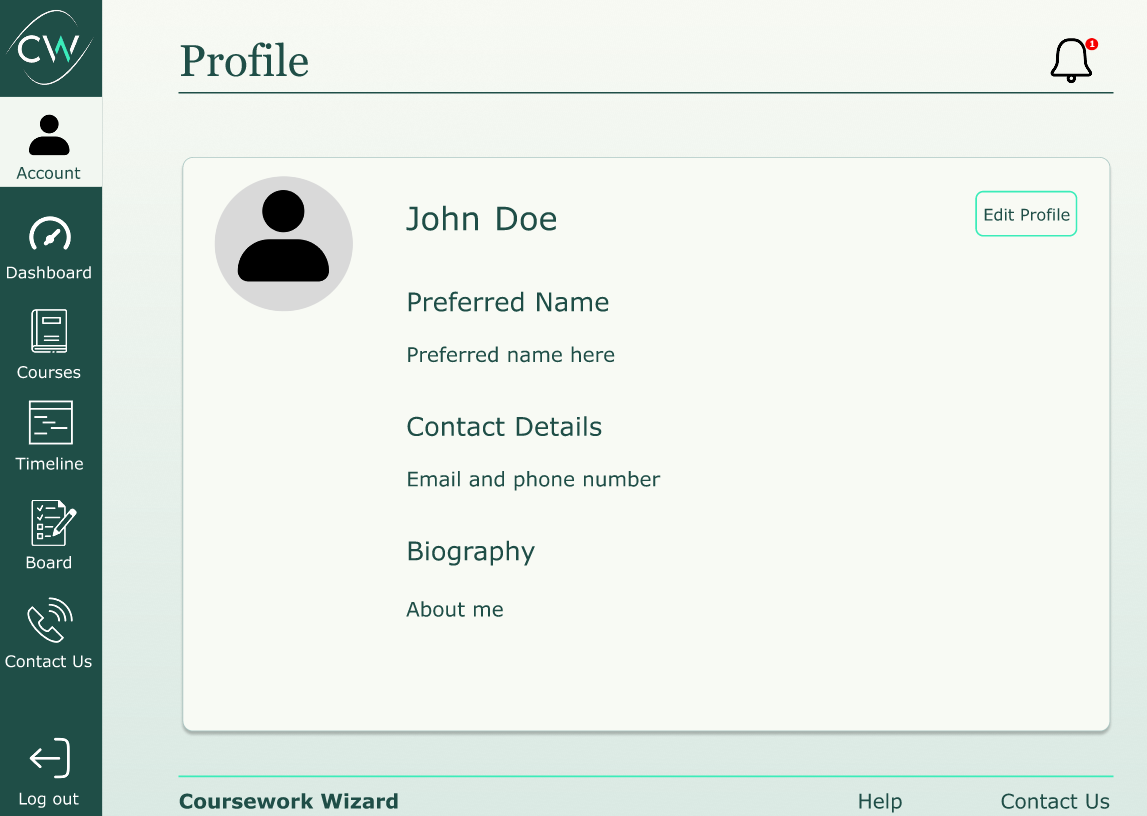 CW
Account
Dashboard
Courses
Timeline
Board
Contact Us
Log out
Profile
1
John Doe
Edit Profile
Preferred Name
Preferred name here
Contact Details
Email and phone number
Biography
About me
Coursework Wizard
Help
Contact Us